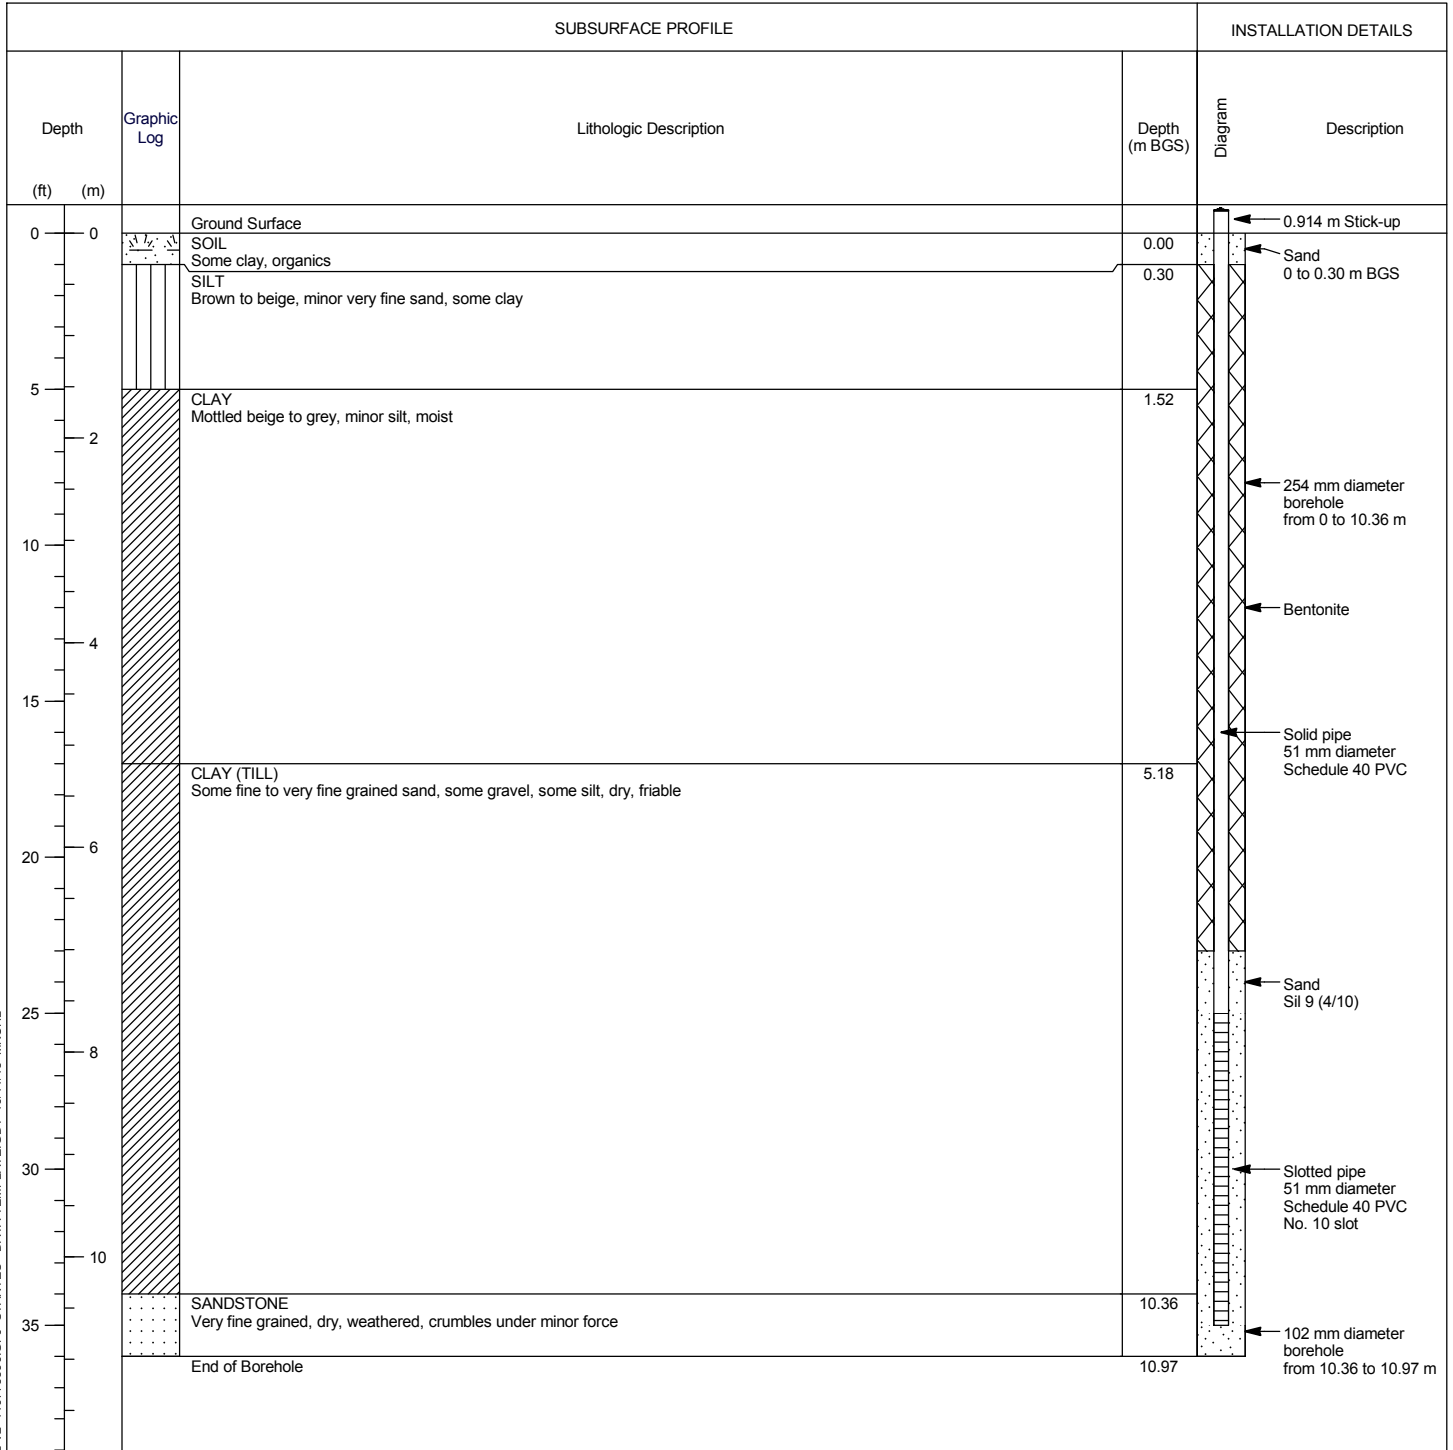 SUBSURFACE PROFILE
INSTALLATION DETAILS
Depth
Graphic
Log
Lithologic Description
Depth
(m BGS)
Diagram
Description
(ft)
(m)
Ground Surface
0.914 m Stick-up
0
0
SOIL
Some clay, organics
0.00
Sand
0 to 0.30 m BGS
SILT
Brown to beige, minor very fine sand, some clay
0.30
5
CLAY
Mottled beige to grey, minor silt, moist
1.52
2
254 mm diameter
borehole
from 0 to 10.36 m
10
Bentonite
4
15
Solid pipe
51 mm diameter
Schedule 40 PVC
CLAY (TILL)
Some fine to very fine grained sand, some gravel, some silt, dry, friable
5.18
6
20
Sand
Sil 9 (4/10)
25
8
30
Slotted pipe
51 mm diameter
Schedule 40 PVC
No. 10 slot
10
SANDSTONE
Very fine grained, dry, weathered, crumbles under minor force
10.36
35
102 mm diameter
borehole
from 10.36 to 10.97 m
End of Borehole
10.97